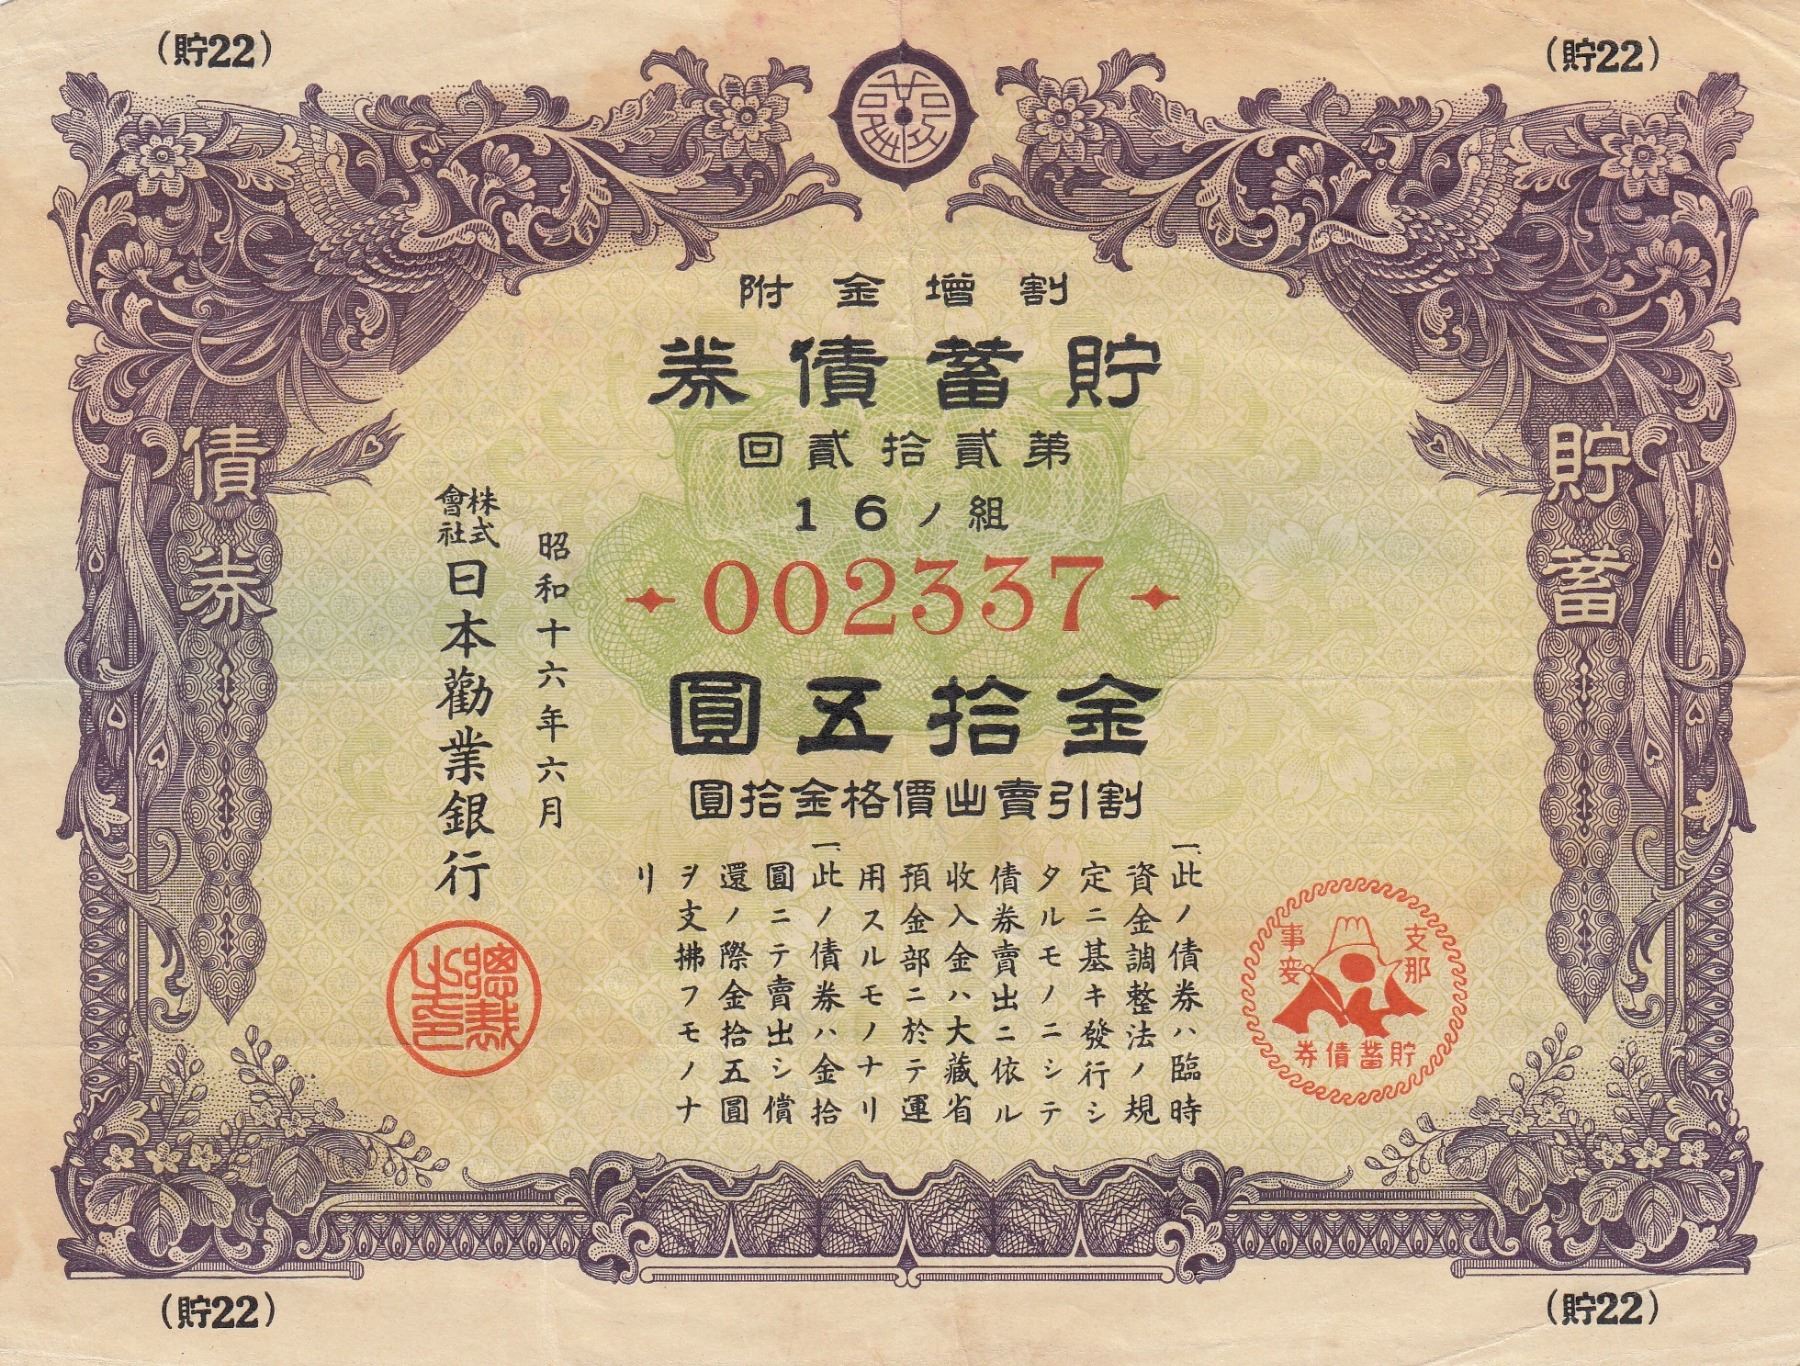 (貯22)
(貯22)
割増金附
貯蓄債券
第貳拾貳回
16ノ組
002337
金拾五圓
割引賣出價格金拾圓
貯蓄
債券
一、此ノ債券ハ臨時
資金調整法ノ規
定ニ基キ發行シ
タルモノニシテ
債券賣出ニ依ル
收入金ハ大藏省
預金部ニ於テ運
用スルモノナリ
一、此ノ債券ハ金拾
圓ニテ賣出シ償
還ノ際金拾五圓
ヲ支拂フモノナ
リ
昭和十六年六月
株式會社日本勸業銀行
總裁之印
支那
事変
貯蓄債券
(貯22)
(貯22)